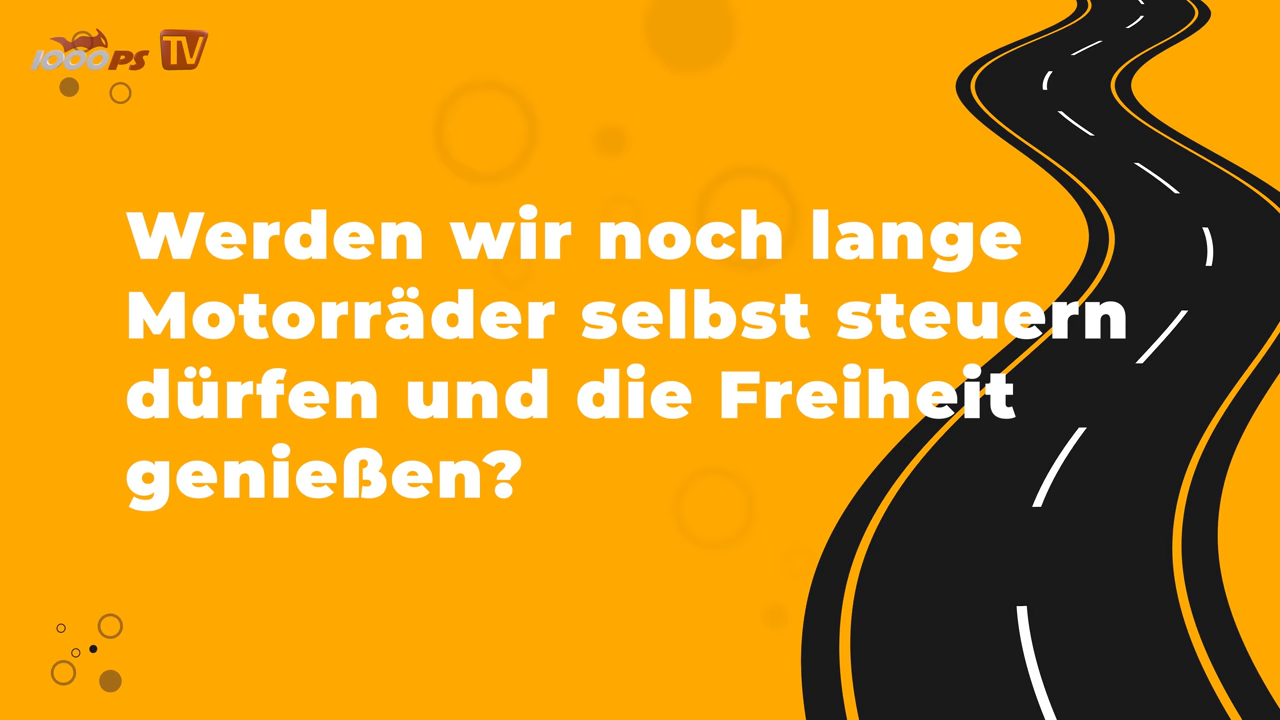 1000PS TV
Werden wir noch lange
Motorräder selbst steuern
dürfen und die Freiheit
genießen?